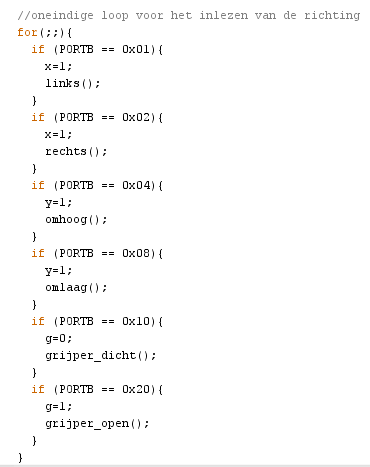 //oneindige loop voor het inlezen van de richting
for(;;){
  if (PORTB == 0x01){
    x=1;
    links();
  }
  if (PORTB == 0x02){
    x=1;
    rechts();
  }
  if (PORTB == 0x04){
    y=1;
    omhoog();
  }
  if (PORTB == 0x08){
    y=1;
    omlaag();
  }
  if (PORTB == 0x10){
    g=0;
    grijper_dicht();
  }
  if (PORTB == 0x20){
    g=1;
    grijper_open();
  }
}